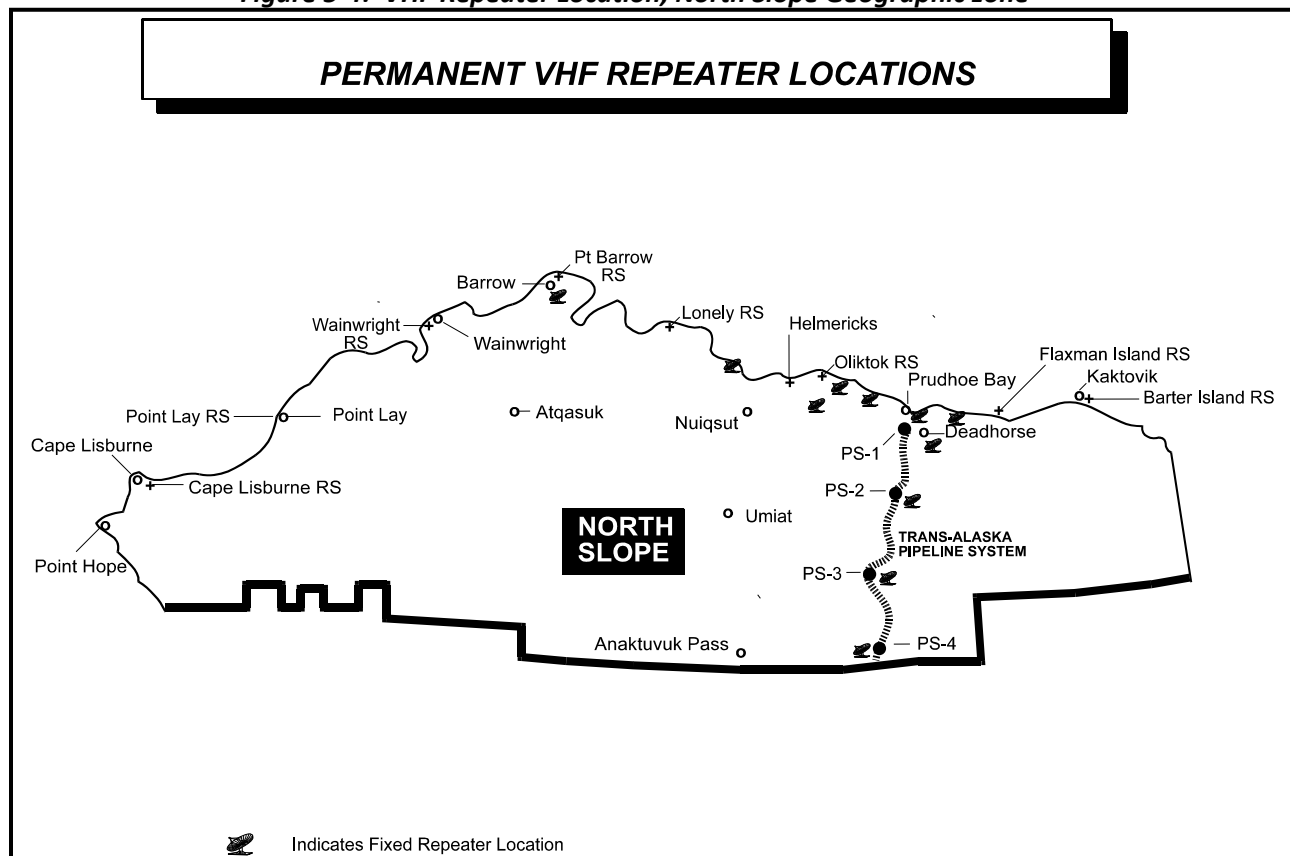 Figure 5-4. VHF Repeater Location, North Slope Geographic Zone
PERMANENT VHF REPEATER LOCATIONS
Pt Barrow
RS
Barrow
Lonely RS
Helmericks
Wainwright
RS
Wainwright
Oliktok RS
Flaxman Island RS
Prudhoe Bay
Kaktovik
Barter Island RS
Point Lay RS
Point Lay
Atqasuk
Nuiqsut
Deadhorse
PS-1
Cape Lisburne
Cape Lisburne RS
PS-2
Umiat
NORTH
SLOPE
TRANS-ALASKA
PIPELINE SYSTEM
Point Hope
PS-3
Anaktuvuk Pass
PS-4
Indicates Fixed Repeater Location